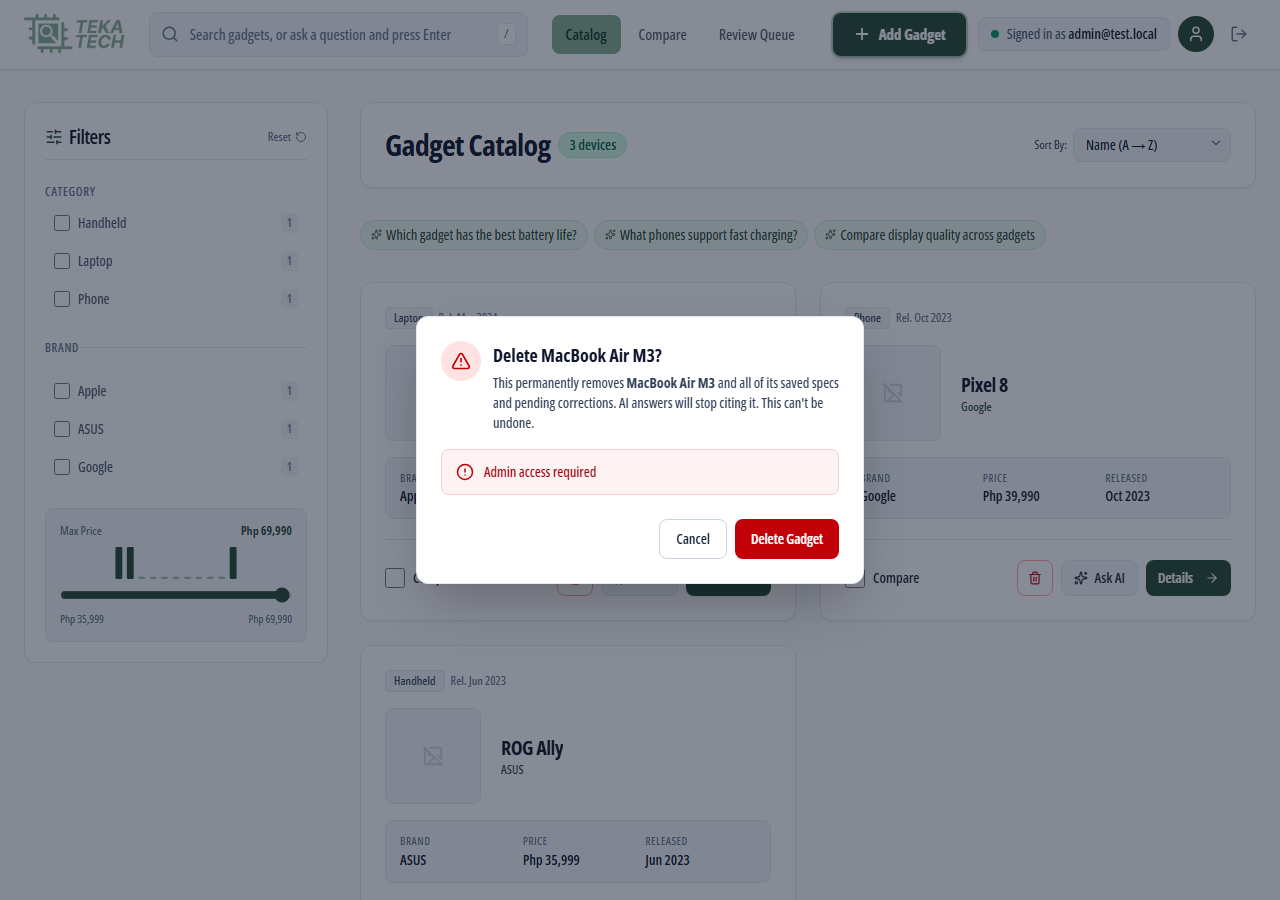 TEKA TECH
Search gadgets, or ask a question and press Enter /
Catalog
Compare
Review Queue
Add Gadget
Signed in as admin@test.local
Filters
Reset
CATEGORY
Handheld 1
Laptop 1
Phone 1
BRAND
Apple 1
ASUS 1
Google 1
Max Price Php 69,990
Php 35,999 Php 69,990
Gadget Catalog 3 devices
Sort By: Name (A → Z)
Which gadget has the best battery life?
What phones support fast charging?
Compare display quality across gadgets
Delete MacBook Air M3?
This permanently removes MacBook Air M3 and all of its saved specs
and pending corrections. AI answers will stop citing it. This can't be
undone.
Admin access required
Cancel
Delete Gadget
Phone Rel. Oct 2023
Pixel 8
Google
BRAND PRICE RELEASED
Google Php 39,990 Oct 2023
Compare
Ask AI
Details
Handheld Rel. Jun 2023
ROG Ally
ASUS
BRAND PRICE RELEASED
ASUS Php 35,999 Jun 2023